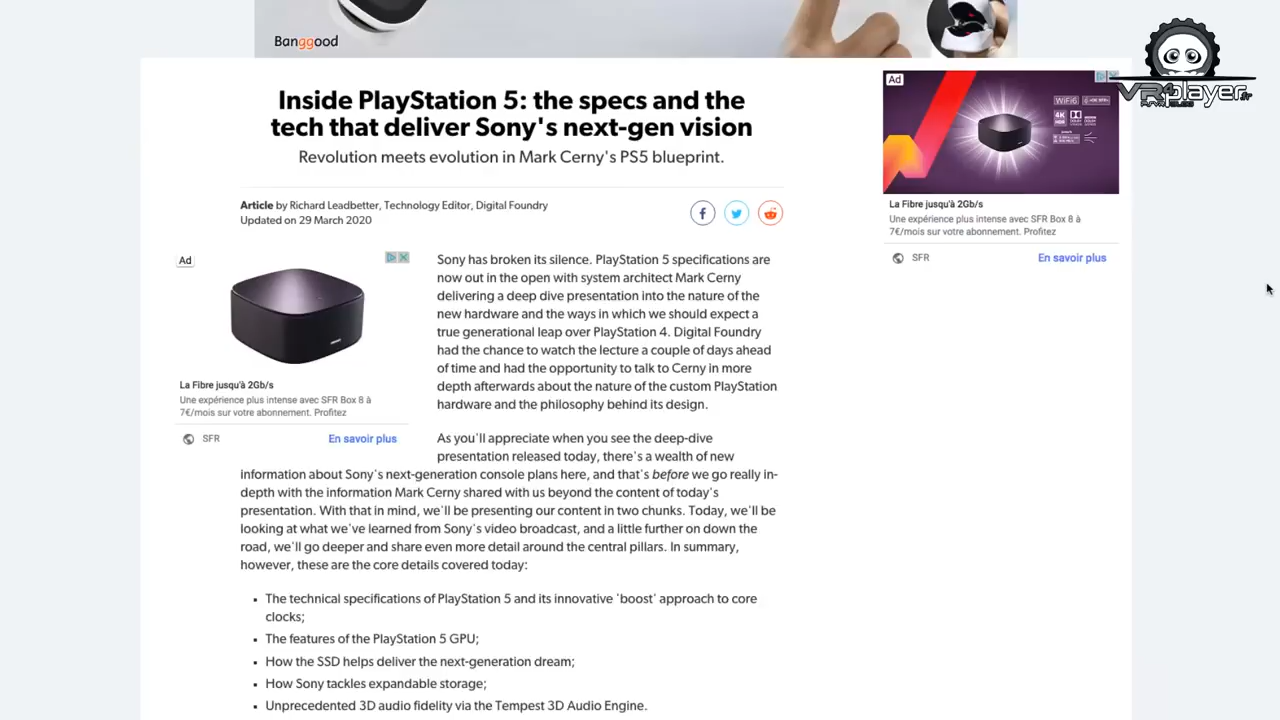 Banggood
Inside PlayStation 5: the specs and the
tech that deliver Sony's next-gen vision
Revolution meets evolution in Mark Cerny's PS5 blueprint.
Article by Richard Leadbetter, Technology Editor, Digital Foundry
Updated on 29 March 2020
Ad
La Fibre jusqu'à 2Gb/s
Une expérience plus intense avec SFR Box 8 à
7€/mois sur votre abonnement. Profitez
SFR
En savoir plus
Sony has broken its silence. PlayStation 5 specifications are
now out in the open with system architect Mark Cerny
delivering a deep dive presentation into the nature of the
new hardware and the ways in which we should expect a
true generational leap over PlayStation 4. Digital Foundry
had the chance to watch the lecture a couple of days ahead
of time and had the opportunity to talk to Cerny in more
depth afterwards about the nature of the custom PlayStation
hardware and the philosophy behind its design.
As you'll appreciate when you see the deep-dive
presentation released today, there's a wealth of new
information about Sony's next-generation console plans here, and that's before we go really in-
depth with the information Mark Cerny shared with us beyond the content of today's
presentation. With that in mind, we'll be presenting our content in two chunks. Today, we'll be
looking at what we've learned from Sony's video broadcast, and a little further on down the
road, we'll go deeper and share even more detail around the central pillars. In summary,
however, these are the core details covered today:
• The technical specifications of PlayStation 5 and its innovative 'boost' approach to core
clocks;
• The features of the PlayStation 5 GPU;
• How the SSD helps deliver the next-generation dream;
• How Sony tackles expandable storage;
• Unprecedented 3D audio fidelity via the Tempest 3D Audio Engine.
Ad
VR4player.fr
WiFi6
4K
HDR
La Fibre jusqu'à 2Gb/s
Une expérience plus intense avec SFR Box 8 à
7€/mois sur votre abonnement. Profitez
SFR
En savoir plus